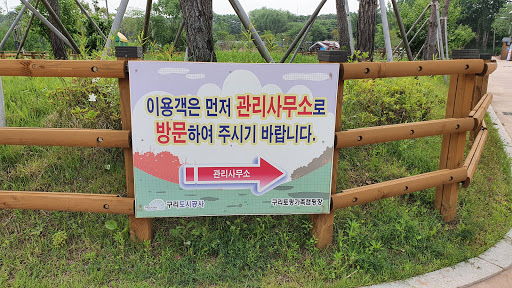 이용객은 먼저 관리사무소로
방문하여 주시기 바랍니다.
관리사무소
구리도시공사
구리토평가족캠핑장